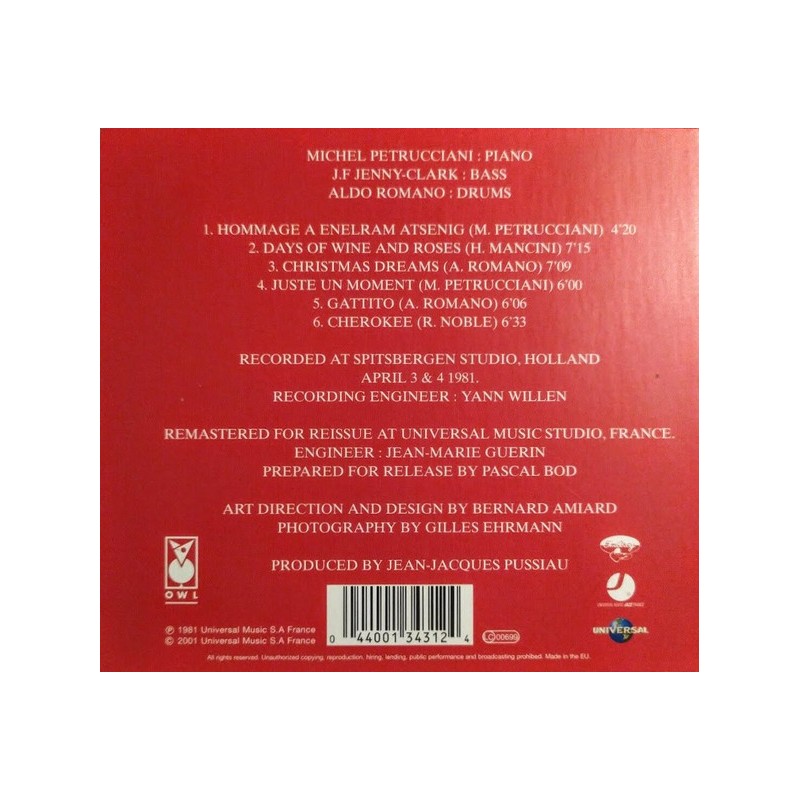 MICHEL PETRUCCIANI : PIANO
J.F JENNY-CLARK : BASS
ALDO ROMANO : DRUMS
1. HOMMAGE A ENELRAM ATSENIG (M. PETRUCCIANI) 4'20
2. DAYS OF WINE AND ROSES (H. MANCINI) 7'15
3. CHRISTMAS DREAMS (A. ROMANO) 7'09
4. JUSTE UN MOMENT (M. PETRUCCIANI) 6'00
5. GATTITO (A. ROMANO) 6'06
6. CHEROKEE (R. NOBLE) 6'33
RECORDED AT SPITSBERGEN STUDIO, HOLLAND
APRIL 3 & 4 1981.
RECORDING ENGINEER : YANN WILLEN
REMASTERED FOR REISSUE AT UNIVERSAL MUSIC STUDIO, FRANCE.
ENGINEER : JEAN-MARIE GUERIN
PREPARED FOR RELEASE BY PASCAL BOD
ART DIRECTION AND DESIGN BY BERNARD AMIARD
PHOTOGRAPHY BY GILLES EHRMANN
PRODUCED BY JEAN-JACQUES PUSSIAU
OWL
℗ 1981 Universal Music S.A France
© 2001 Universal Music S.A France
0 44001 34312 4
LC 00699
UNIVERSAL MUSIC JAZZ FRANCE
UNIVERSAL
All rights reserved. Unauthorized copying, reproduction, hiring, lending, public performance and broadcasting prohibited. Made in the EU.